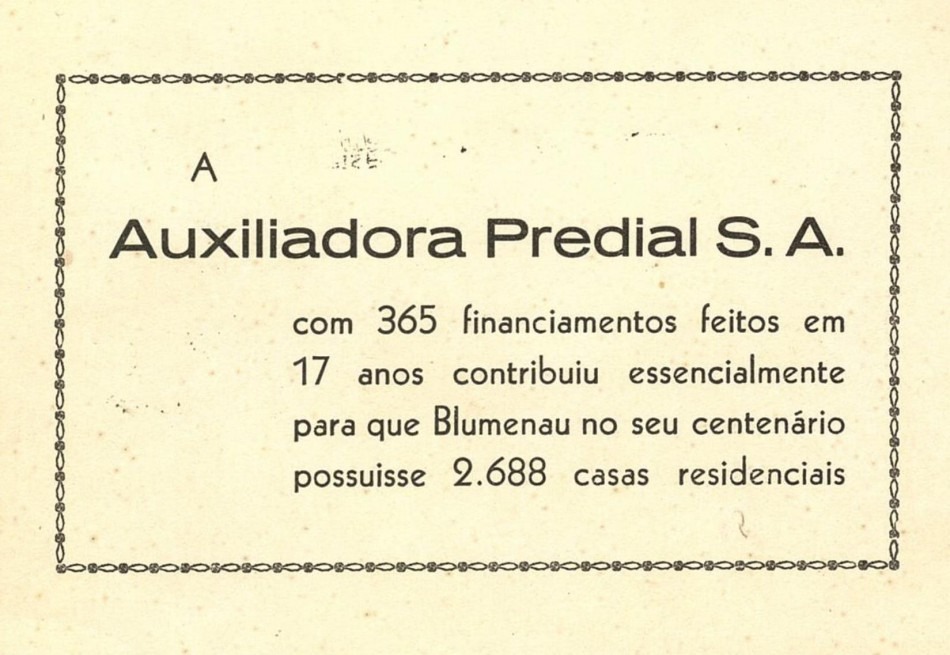 A
Auxiliadora Predial S. A.
com 365 financiamentos feitos em
17 anos contribuiu essencialmente
para que Blumenau no seu centenário
possuisse 2.688 casas residenciais